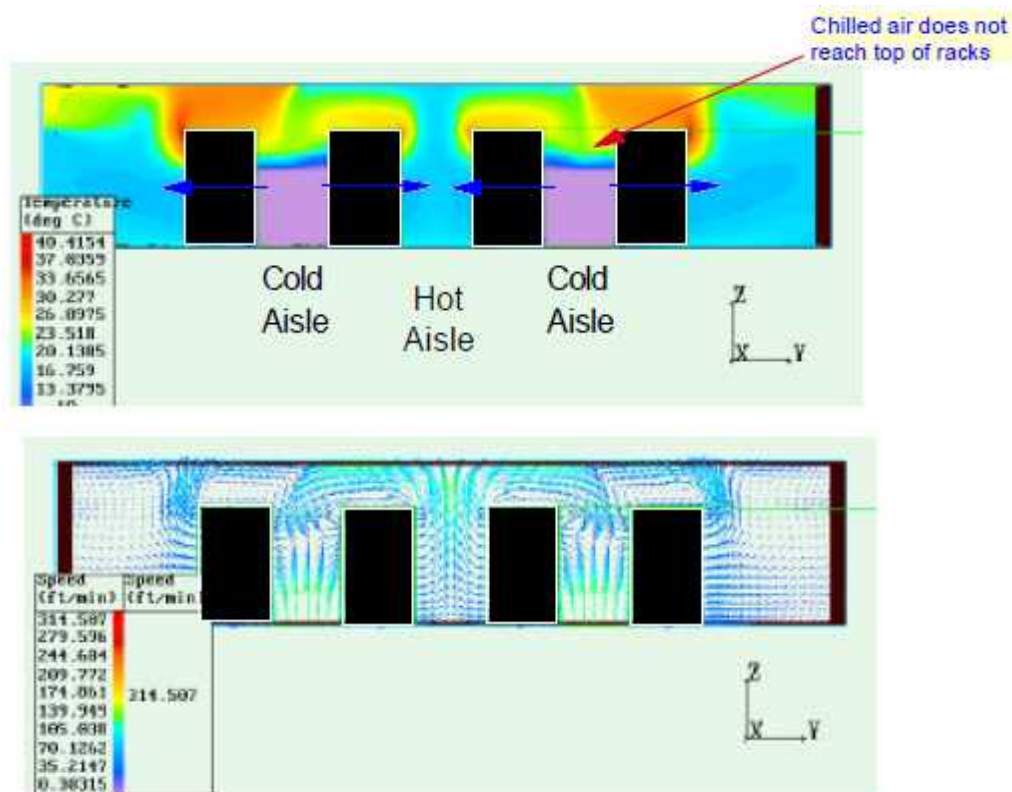 Chilled air does not
reach top of racks
Temperature
(deg C)
40.4154
37.0359
33.6565
30.277
26.8975
23.518
20.1385
16.759
13.3795
10
Cold
Aisle
Hot
Aisle
Cold
Aisle
Z
X
Y
Speed
(ft/min)
314.507
279.596
244.684
209.772
174.861
139.949
105.038
70.1262
35.2147
0.30315
Speed
(ft/min)
314.507
Z
X
Y